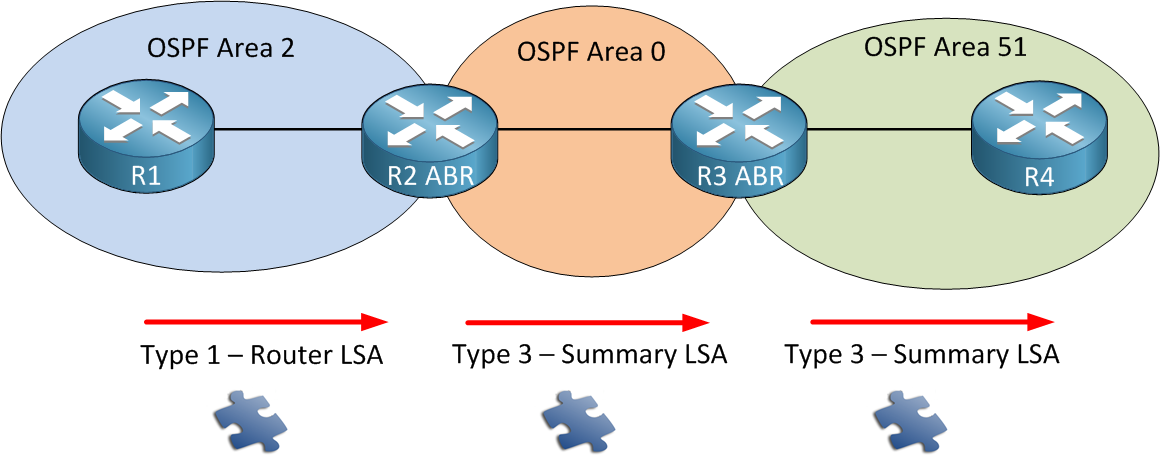 OSPF Area 2
OSPF Area 0
OSPF Area 51
R1
R2 ABR
R3 ABR
R4
Type 1 – Router LSA
Type 3 – Summary LSA
Type 3 – Summary LSA